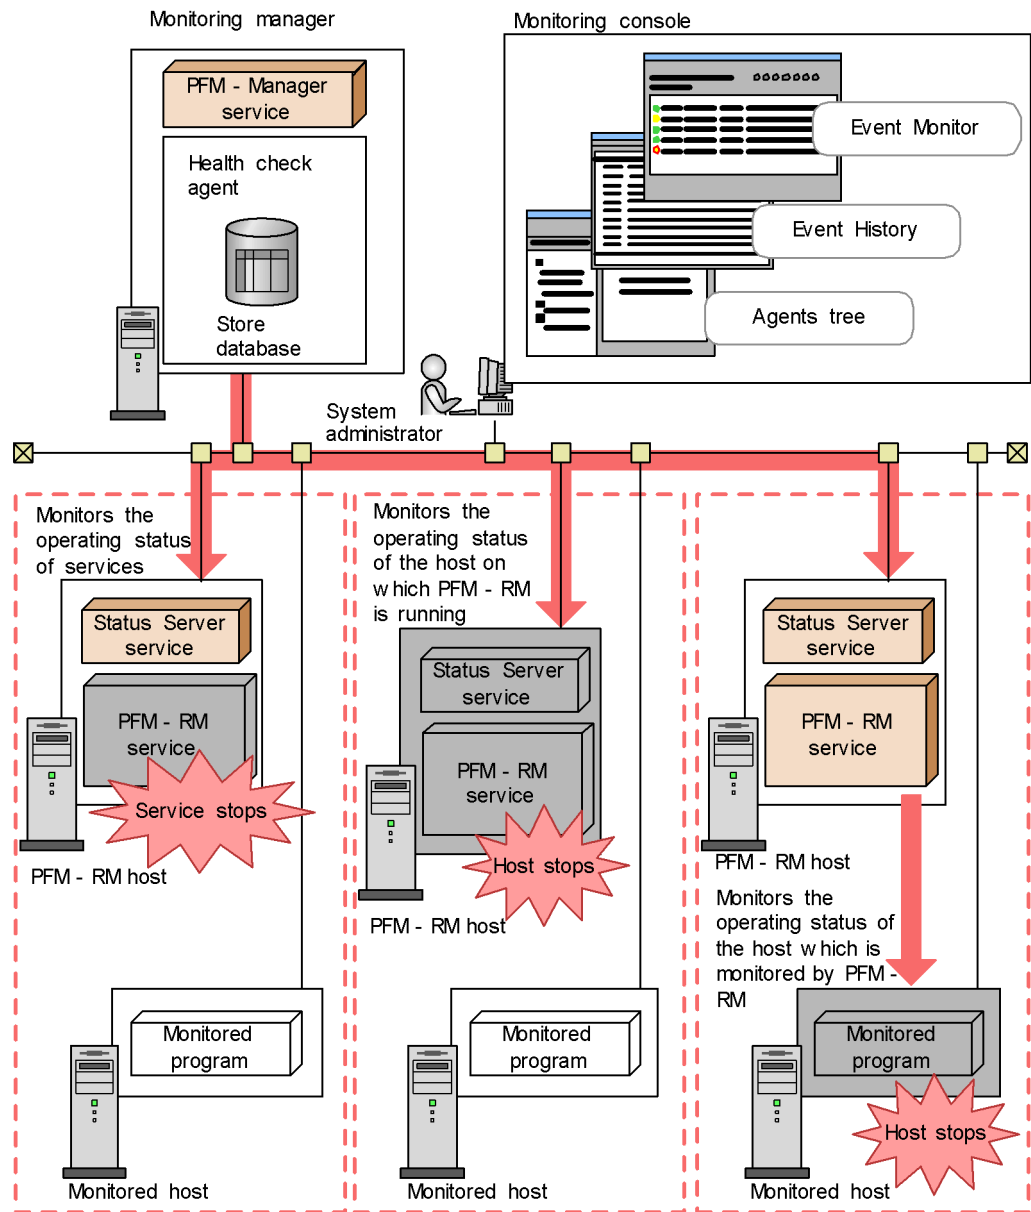 Monitoring manager
PFM - Manager
service
Health check
agent
Store
database
Monitoring console
Event Monitor
Event History
Agents tree
System
administrator
Monitors the
operating status
of services
Status Server
service
PFM - RM
service
Service stops
PFM - RM host
Monitored
program
Monitored host
Monitors the
operating status
of the host on
which PFM - RM
is running
Status Server
service
PFM - RM
service
Host stops
PFM - RM host
Monitored
program
Monitored host
Status Server
service
PFM - RM
service
PFM - RM host
Monitors the
operating status of
the host which is
monitored by PFM -
RM
Monitored
program
Host stops
Monitored host